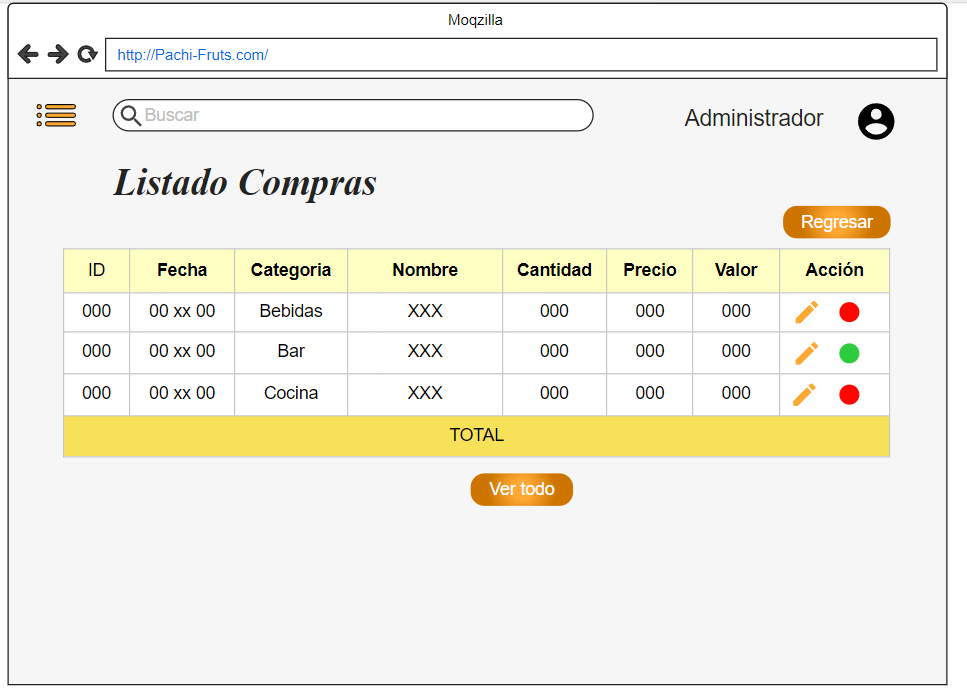 Moqzilla
http://Pachi-Fruts.com/
Buscar
Administrador
Listado Compras
Regresar
ID Fecha Categoria Nombre Cantidad Precio Valor Acción
000 00 xx 00 Bebidas XXX 000 000 000
000 00 xx 00 Bar XXX 000 000 000
000 00 xx 00 Cocina XXX 000 000 000
TOTAL
Ver todo